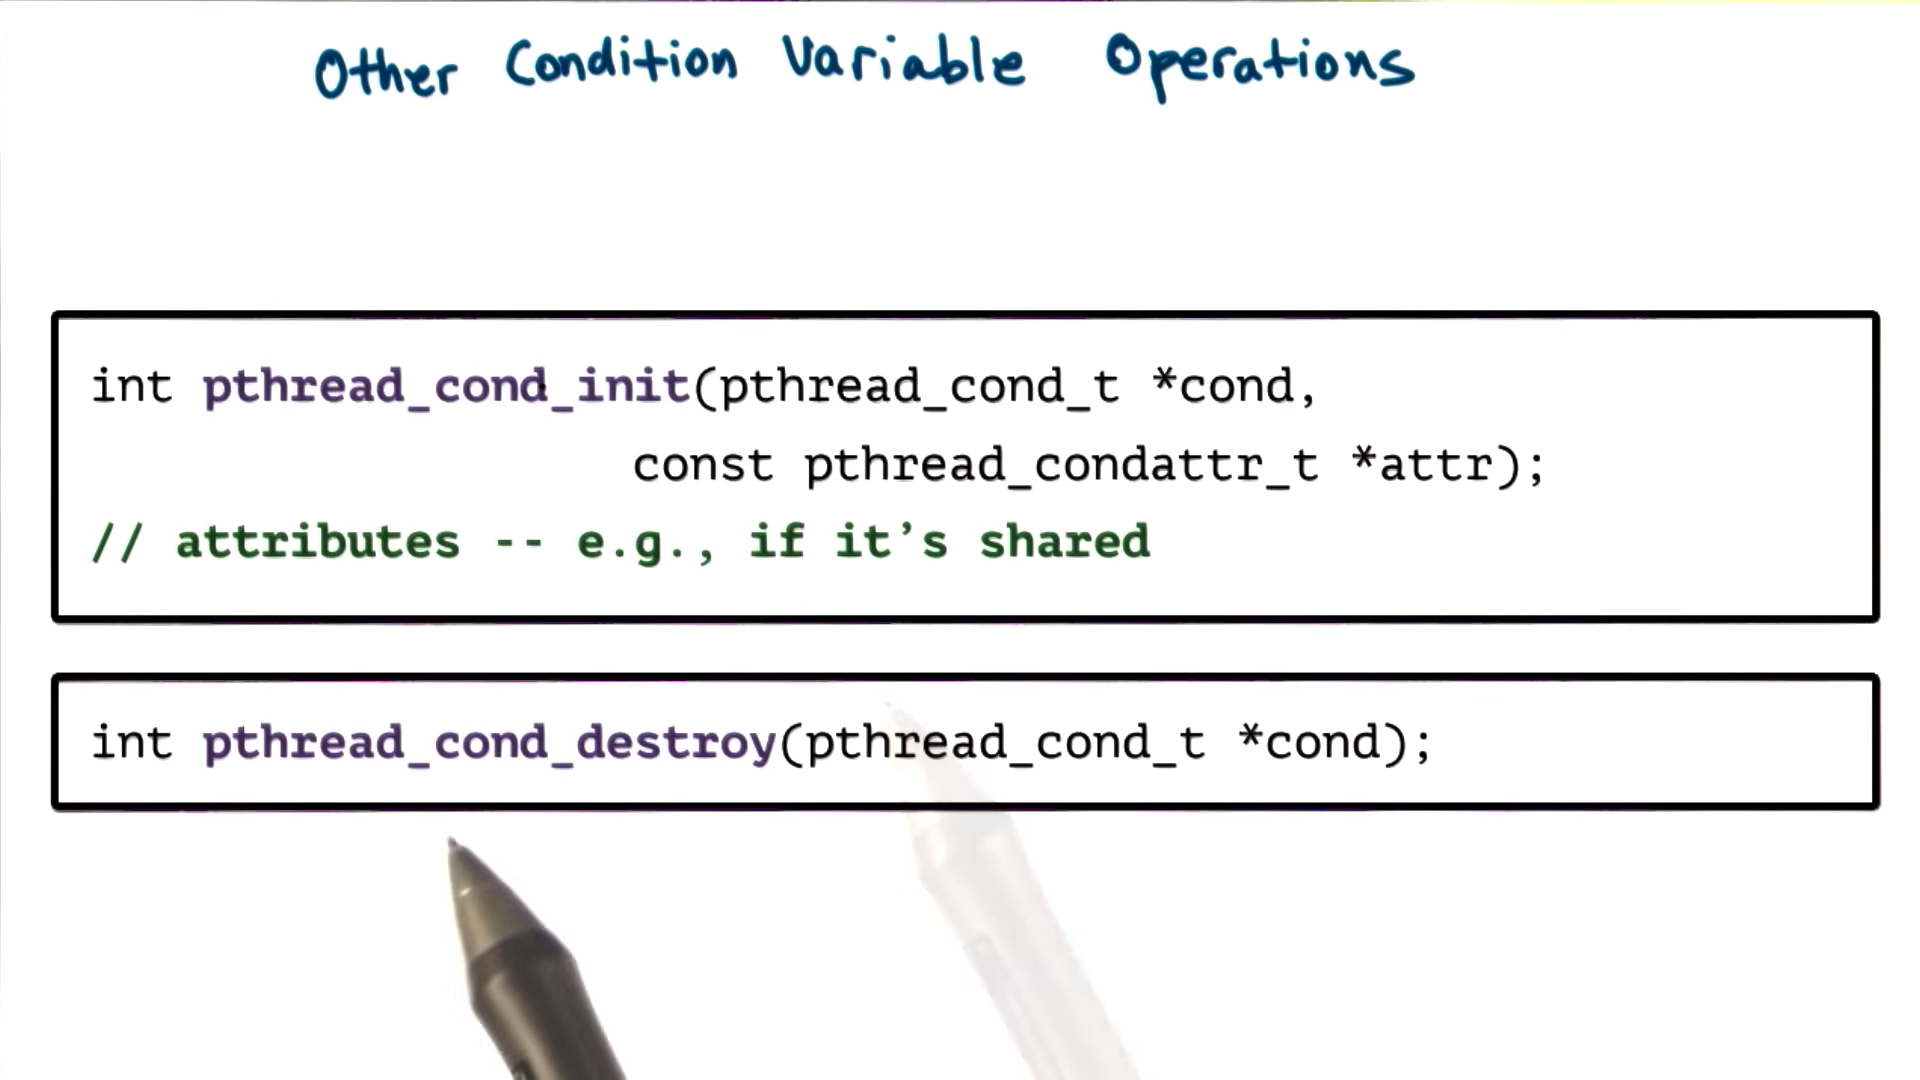 Other Condition Variable Operations
int pthread_cond_init(pthread_cond_t *cond,
const pthread_condattr_t *attr);
// attributes -- e.g., if it’s shared
int pthread_cond_destroy(pthread_cond_t *cond);